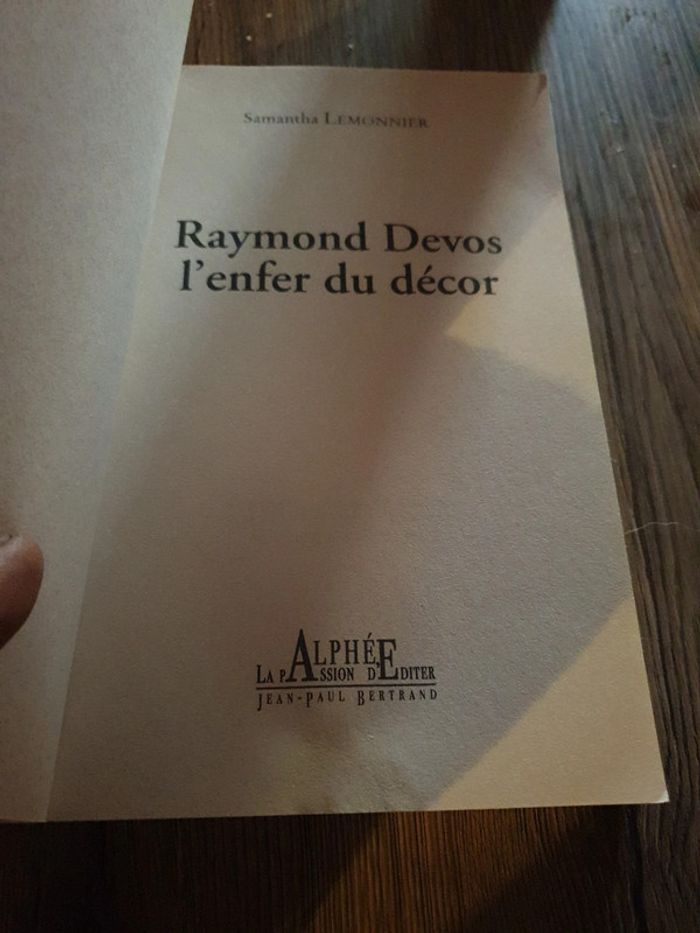 Samantha LEMONNIER
Raymond Devos
l'enfer du décor
ALPHÉE
LA PASSION D'EDITER
JEAN-PAUL BERTRAND